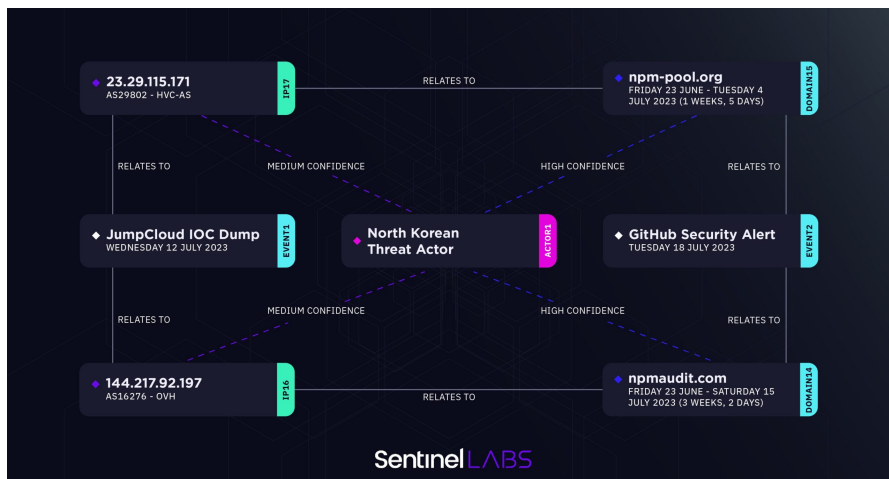 23.29.115.171
AS29802 - HVC-AS
IP17
RELATES TO
npm-pool.org
FRIDAY 23 JUNE - TUESDAY 4
JULY 2023 (1 WEEKS, 5 DAYS)
DOMAIN15
RELATES TO
MEDIUM CONFIDENCE
HIGH CONFIDENCE
RELATES TO
JumpCloud IOC Dump
WEDNESDAY 12 JULY 2023
EVENT1
North Korean
Threat Actor
ACTOR1
GitHub Security Alert
TUESDAY 18 JULY 2023
EVENT2
RELATES TO
MEDIUM CONFIDENCE
HIGH CONFIDENCE
RELATES TO
144.217.92.197
AS16276 - OVH
IP16
RELATES TO
npmaudit.com
FRIDAY 23 JUNE - SATURDAY 15
JULY 2023 (3 WEEKS, 2 DAYS)
DOMAIN14
Sentinel LABS